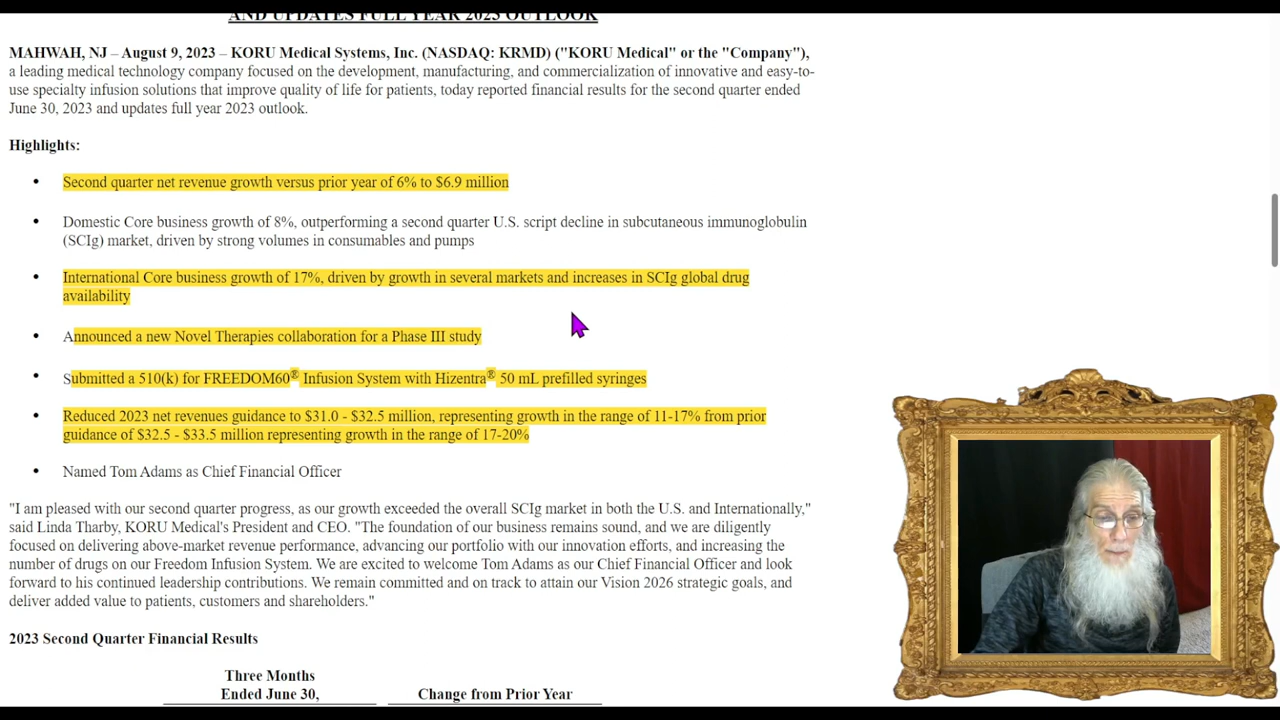 AND UPDATES FULL YEAR 2023 OUTLOOK
MAHWAH, NJ – August 9, 2023 – KORU Medical Systems, Inc. (NASDAQ: KRMD) ("KORU Medical" or the "Company"),
a leading medical technology company focused on the development, manufacturing, and commercialization of innovative and easy-to-
use specialty infusion solutions that improve quality of life for patients, today reported financial results for the second quarter ended
June 30, 2023 and updates full year 2023 outlook.
Highlights:
• Second quarter net revenue growth versus prior year of 6% to $6.9 million
• Domestic Core business growth of 8%, outperforming a second quarter U.S. script decline in subcutaneous immunoglobulin
(SCIg) market, driven by strong volumes in consumables and pumps
• International Core business growth of 17%, driven by growth in several markets and increases in SCIg global drug
availability
• Announced a new Novel Therapies collaboration for a Phase III study
• Submitted a 510(k) for FREEDOM60® Infusion System with Hizentra® 50 mL prefilled syringes
• Reduced 2023 net revenues guidance to $31.0 - $32.5 million, representing growth in the range of 11-17% from prior
guidance of $32.5 - $33.5 million representing growth in the range of 17-20%
• Named Tom Adams as Chief Financial Officer
"I am pleased with our second quarter progress, as our growth exceeded the overall SCIg market in both the U.S. and Internationally,"
said Linda Tharby, KORU Medical's President and CEO. "The foundation of our business remains sound, and we are diligently
focused on delivering above-market revenue performance, advancing our portfolio with our innovation efforts, and increasing the
number of drugs on our Freedom Infusion System. We are excited to welcome Tom Adams as our Chief Financial Officer and look
forward to his continued leadership contributions. We remain committed and on track to attain our Vision 2026 strategic goals, and
deliver added value to patients, customers and shareholders."
2023 Second Quarter Financial Results
Three Months
Ended June 30, Change from Prior Year